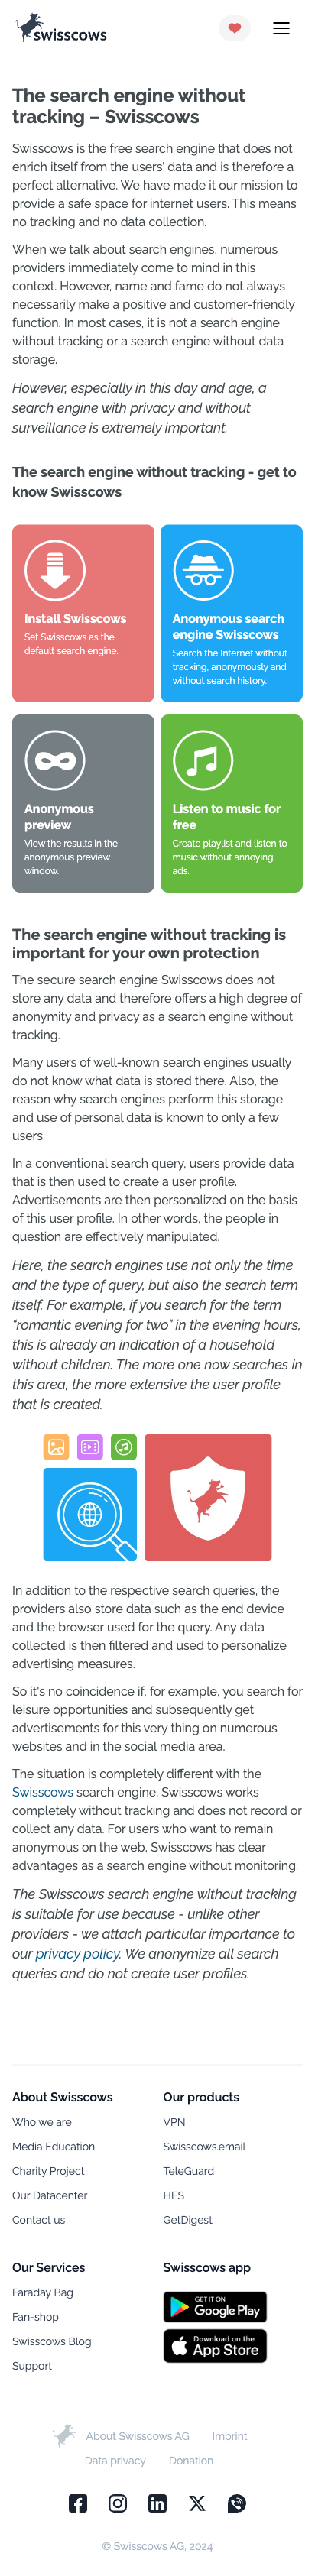 swisscows
The search engine without
tracking – Swisscows
Swisscows is the free search engine that does not
enrich itself from the users' data and is therefore a
perfect alternative. We have made it our mission to
provide a safe space for internet users. This means
no tracking and no data collection.
When we talk about search engines, numerous
providers immediately come to mind in this
context. However, name and fame do not always
necessarily make a positive and customer-friendly
function. In most cases, it is not a search engine
without tracking or a search engine without data
storage.
However, especially in this day and age, a
search engine with privacy and without
surveillance is extremely important.
The search engine without tracking - get to
know Swisscows
Install Swisscows
Set Swisscows as the
default search engine.
Anonymous search
engine Swisscows
Search the Internet without
tracking, anonymously and
without search history.
Anonymous
preview
View the results in the
anonymous preview
window.
Listen to music for
free
Create playlist and listen to
music without annoying
ads.
The search engine without tracking is
important for your own protection
The secure search engine Swisscows does not
store any data and therefore offers a high degree of
anonymity and privacy as a search engine without
tracking.
Many users of well-known search engines usually
do not know what data is stored there. Also, the
reason why search engines perform this storage
and use of personal data is known to only a few
users.
In a conventional search query, users provide data
that is then used to create a user profile.
Advertisements are then personalized on the basis
of this user profile. In other words, the people in
question are effectively manipulated.
Here, the search engines use not only the time
and the type of query, but also the search term
itself. For example, if you search for the term
“romantic evening for two” in the evening hours,
this is already an indication of a household
without children. The more one now searches in
this area, the more extensive the user profile
that is created.
In addition to the respective search queries, the
providers also store data such as the end device
and the browser used for the query. Any data
collected is then filtered and used to personalize
advertising measures.
So it's no coincidence if, for example, you search for
leisure opportunities and subsequently get
advertisements for this very thing on numerous
websites and in the social media area.
The situation is completely different with the
Swisscows search engine. Swisscows works
completely without tracking and does not record or
collect any data. For users who want to remain
anonymous on the web, Swisscows has clear
advantages as a search engine without monitoring.
The Swisscows search engine without tracking
is suitable for use because - unlike other
providers - we attach particular importance to
our privacy policy. We anonymize all search
queries and do not create user profiles.
About Swisscows
Who we are
Media Education
Charity Project
Our Datacenter
Contact us
Our products
VPN
Swisscows.email
TeleGuard
HES
GetDigest
Our Services
Faraday Bag
Fan-shop
Swisscows Blog
Support
Swisscows app
GET IT ON
Google Play
Download on the
App Store
About Swisscows AG Imprint
Data privacy Donation
© Swisscows AG, 2024